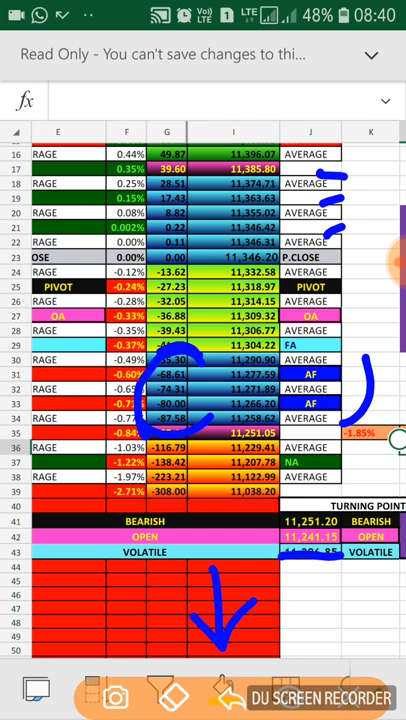 LTE 1 LTE 48% 08:40
Read Only - You can't save changes to thi...
fx
E F G I J K
16 RAGE 0.44% 49.87 11,396.07 AVERAGE
17 0.35% 39.60 11,385.80
18 RAGE 0.25% 28.51 11,374.71 AVERAGE
19 0.15% 17.43 11,363.63
20 RAGE 0.08% 8.82 11,355.02 AVERAGE
21 0.002% 0.22 11,346.42
22 RAGE 0.00% 0.11 11,346.31 AVERAGE
23 OSE 0.00% 0.00 11,346.20 P.CLOSE
24 RAGE -0.12% -13.62 11,332.58 AVERAGE
25 PIVOT -0.24% -27.23 11,318.97 PIVOT
26 RAGE -0.28% -32.05 11,314.15 AVERAGE
27 OA -0.33% -36.88 11,309.32 OA
28 RAGE -0.35% -39.43 11,306.77 AVERAGE
29 -0.37% 11,304.22 FA
30 RAGE -0.49% 11,290.90 AVERAGE
31 -0.60% -68.61 11,277.59 AF
32 RAGE -74.31 11,271.89 AVERAGE
33 -80.00 11,266.20 AF
34 RAGE -87.58 11,258.62 AVERAGE
35 -0.84% 11,251.05 -1.85%
36 RAGE -1.03% -116.79 11,229.41 AVERAGE
37 -1.22% -138.42 11,207.78 NA
38 RAGE -1.97% -223.21 11,122.99 AVERAGE
39 -2.71% -308.00 11,038.20
40 TURNING POINT
41 BEARISH 11,251.20 BEARISH
42 OPEN 11,241.15 OPEN
43 VOLATILE VOLATILE
44
45
46
47
48
49
50
DU SCREEN RECORDER